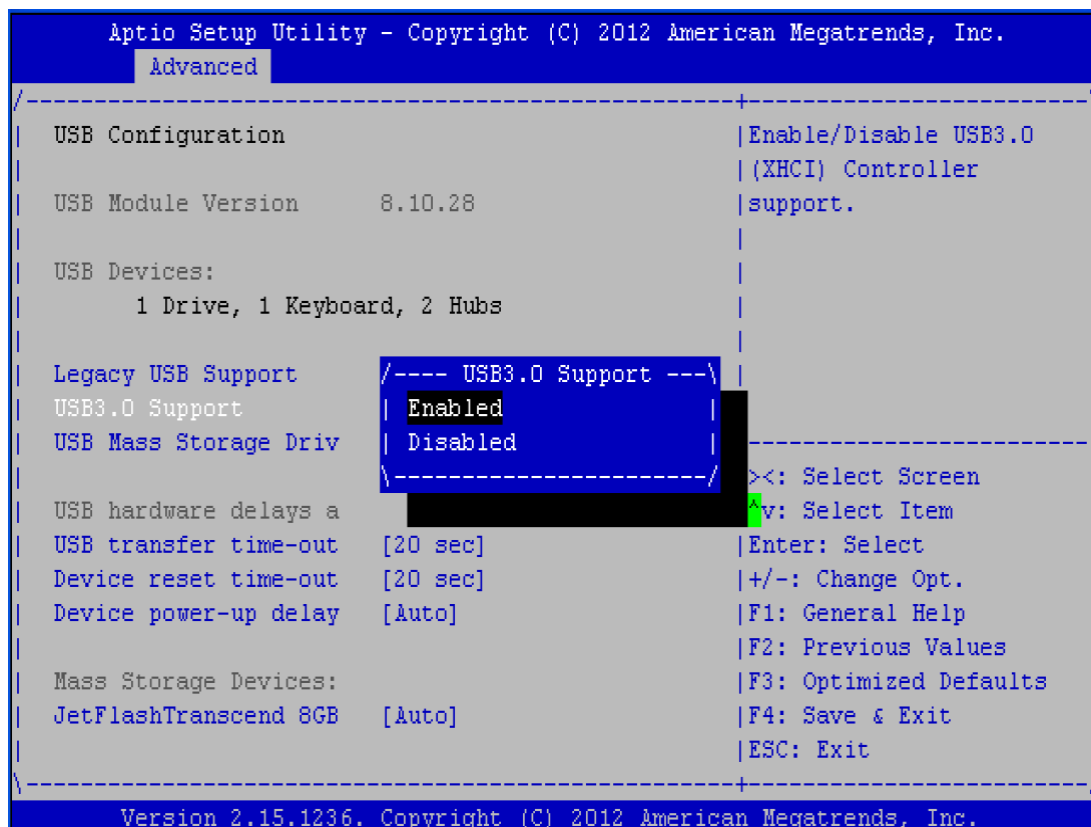 Aptio Setup Utility - Copyright (C) 2012 American Megatrends, Inc.
Advanced
USB Configuration
USB Module Version 8.10.28
USB Devices:
1 Drive, 1 Keyboard, 2 Hubs
Legacy USB Support
USB3.0 Support
USB Mass Storage Driv
/---- USB3.0 Support ---\
Enabled
Disabled
USB hardware delays a
USB transfer time-out [20 sec]
Device reset time-out [20 sec]
Device power-up delay [Auto]
Mass Storage Devices:
JetFlashTranscend 8GB [Auto]
Enable/Disable USB3.0
(XHCI) Controller
support.
><: Select Screen
^v: Select Item
Enter: Select
+/-: Change Opt.
F1: General Help
F2: Previous Values
F3: Optimized Defaults
F4: Save & Exit
ESC: Exit
Version 2.15.1236. Copyright (C) 2012 American Megatrends, Inc.